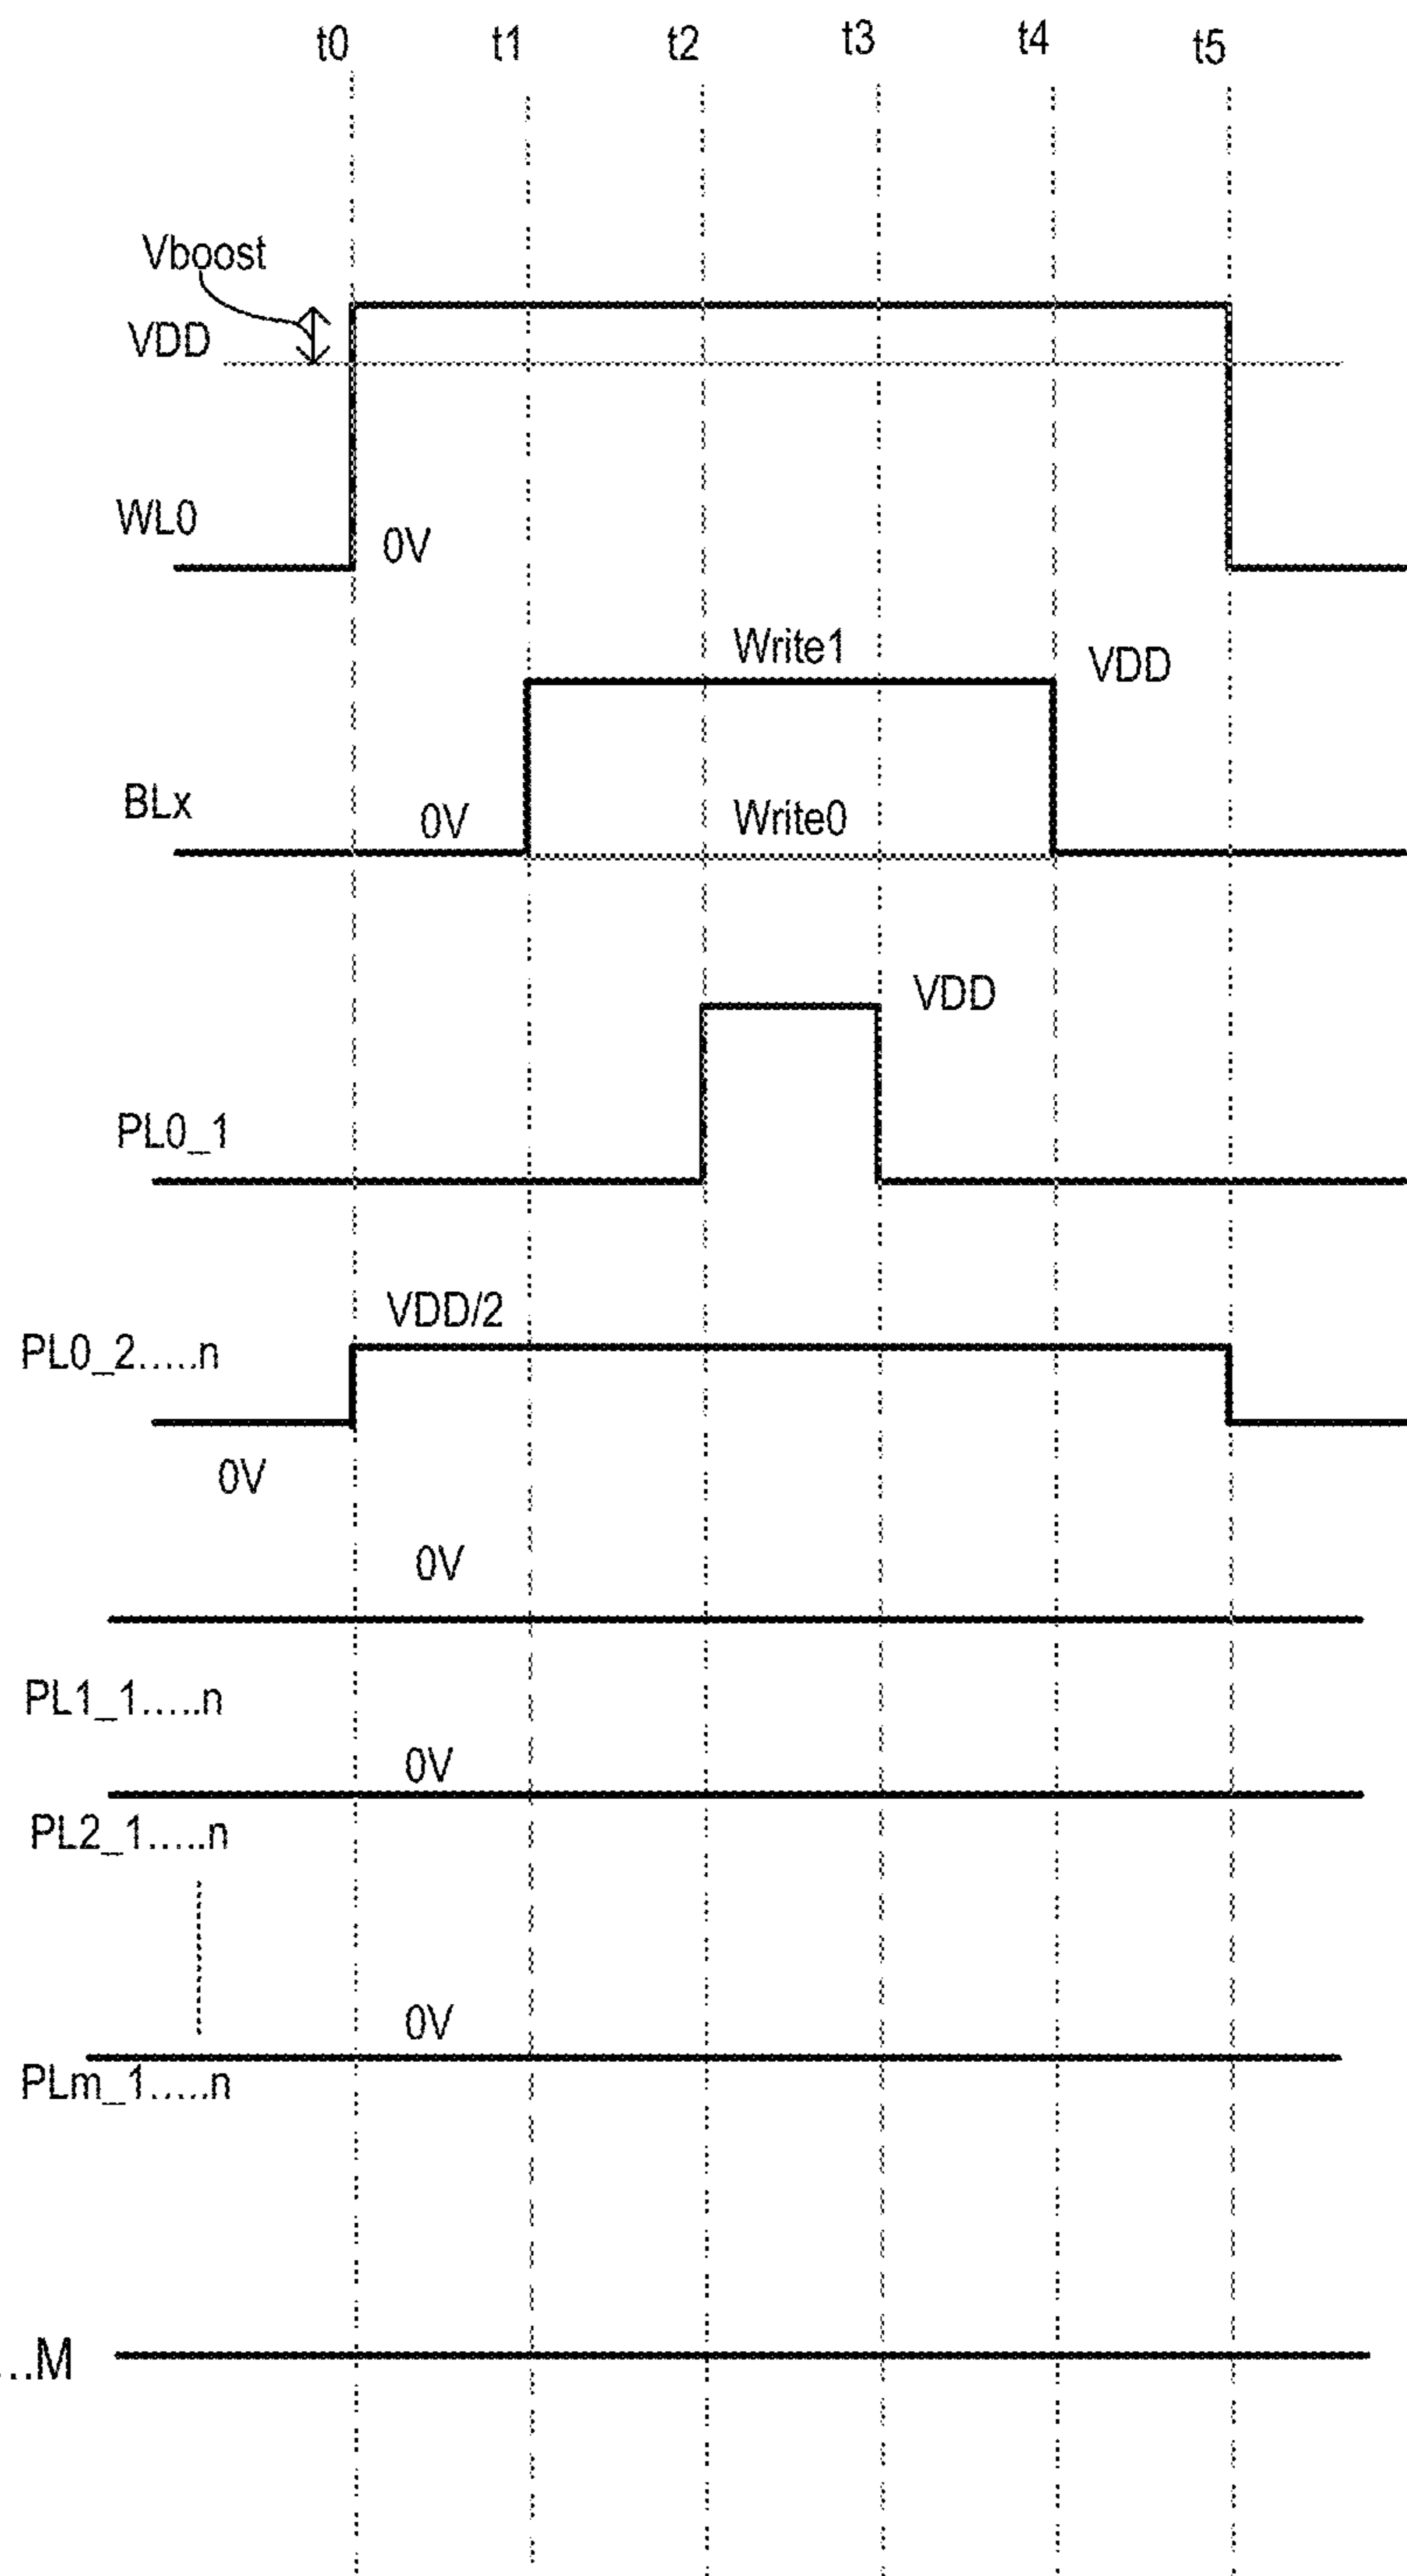 t0 t1 t2 t3 t4 t5
Vboost
VDD
WL0
0V
Write1
VDD
BLx
0V
Write0
VDD
PL0_1
VDD/2
PL0_2.....n
0V
0V
PL1_1.....n
0V
PL2_1.....n
0V
PLm_1.....n
...M